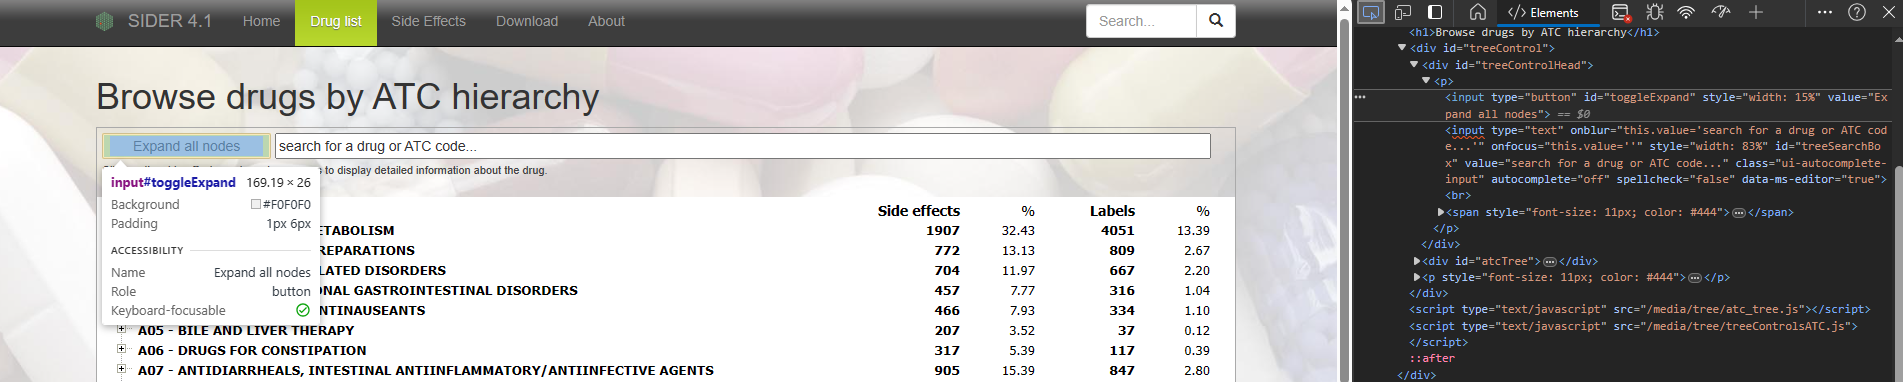 SIDER 4.1 Home Drug list Side Effects Download About Search...
Browse drugs by ATC hierarchy
Expand all nodes search for a drug or ATC code...
s to display detailed information about the drug.
input#toggleExpand 169.19 × 26
Background #F0F0F0
Padding 1px 6px
ACCESSIBILITY
Name Expand all nodes
Role button
Keyboard-focusable
Side effects % Labels %
ETABOLISM 1907 32.43 4051 13.39
REPARATIONS 772 13.13 809 2.67
LATED DISORDERS 704 11.97 667 2.20
ONAL GASTROINTESTINAL DISORDERS 457 7.77 316 1.04
NTINAUSEANTS 466 7.93 334 1.10
A05 - BILE AND LIVER THERAPY 207 3.52 37 0.12
A06 - DRUGS FOR CONSTIPATION 317 5.39 117 0.39
A07 - ANTIDIARRHEALS, INTESTINAL ANTIINFLAMMATORY/ANTIINFECTIVE AGENTS 905 15.39 847 2.80
Elements
<h1>Browse drugs by ATC hierarchy</h1>
<div id="treeControl">
<div id="treeControlHead">
<p>
<input type="button" id="toggleExpand" style="width: 15%" value="Ex
pand all nodes"> == $0
<input type="text" onblur="this.value='search for a drug or ATC cod
e...'" onfocus="this.value=''" style="width: 83%" id="treeSearchBo
x" value="search for a drug or ATC code..." class="ui-autocomplete-
input" autocomplete="off" spellcheck="false" data-ms-editor="true">
<br>
<span style="font-size: 11px; color: #444">…</span>
</p>
</div>
<div id="atcTree">…</div>
<p style="font-size: 11px; color: #444">…</p>
</div>
<script type="text/javascript" src="/media/tree/atc_tree.js"></script>
<script type="text/javascript" src="/media/tree/treeControlsATC.js">
</script>
::after
</div>